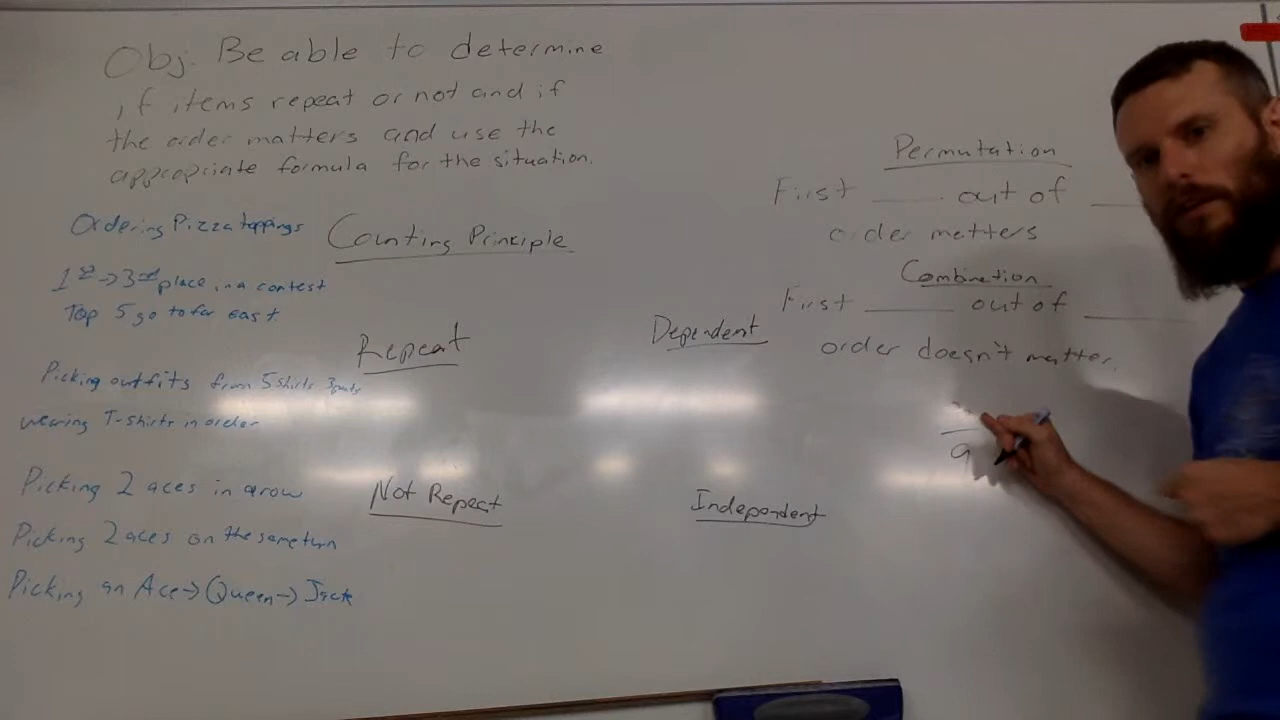 Obj. Be able to determine
if items repeat or not and if
the order matters and use the
appropriate formula for the situation.
Ordering Pizza toppings
Counting Principle
1st → 3rd place in a contest
Top 5 go to far east
Repeat
Picking outfits from 5 shirts 3 pants
wearing T-shirts in order
Picking 2 aces in a row
Not Repeat
Picking 2 aces on the same turn
Picking an Ace → Queen → Jack
Dependent
Independent
Permutation
First ____ out of ____
order matters
Combination
First ____ out of ____
order doesn't matter.
9